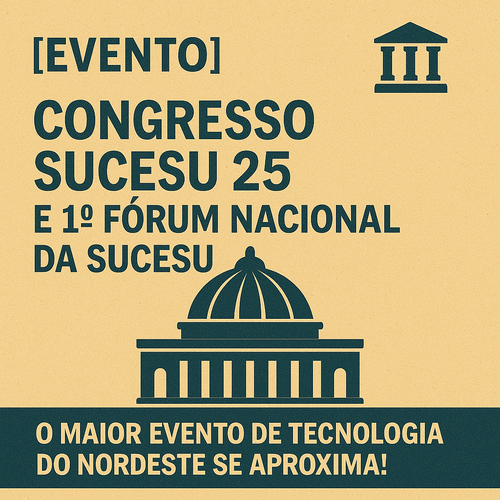 [EVENTO]
CONGRESSO
SUCESU 25
E 1º FÓRUM NACIONAL
DA SUCESU
O MAIOR EVENTO DE TECNOLOGIA
DO NORDESTE SE APROXIMA!